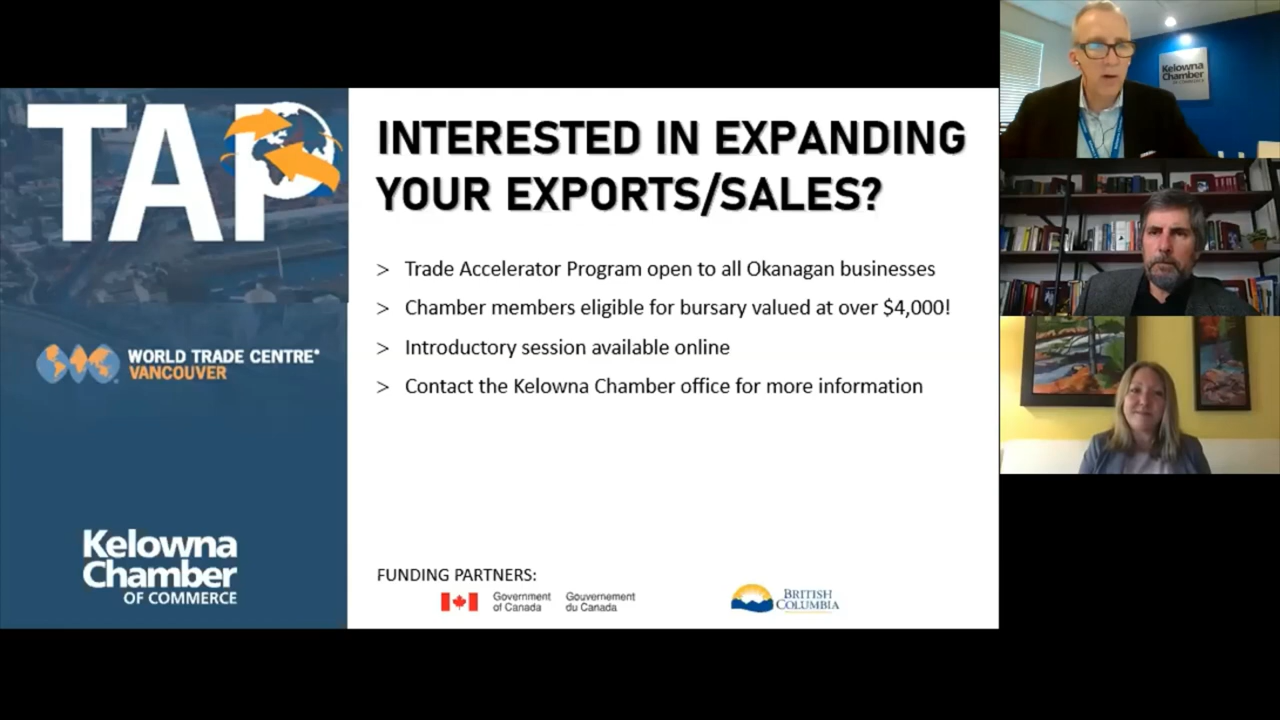 TAP
INTERESTED IN EXPANDING
YOUR EXPORTS/SALES?
> Trade Accelerator Program open to all Okanagan businesses
> Chamber members eligible for bursary valued at over $4,000!
> Introductory session available online
> Contact the Kelowna Chamber office for more information
WORLD TRADE CENTRE
VANCOUVER
Kelowna
Chamber
OF COMMERCE
FUNDING PARTNERS:
Government
of Canada
Gouvernement
du Canada
BRITISH
COLUMBIA
Kelowna
Chamber
OF COMMERCE